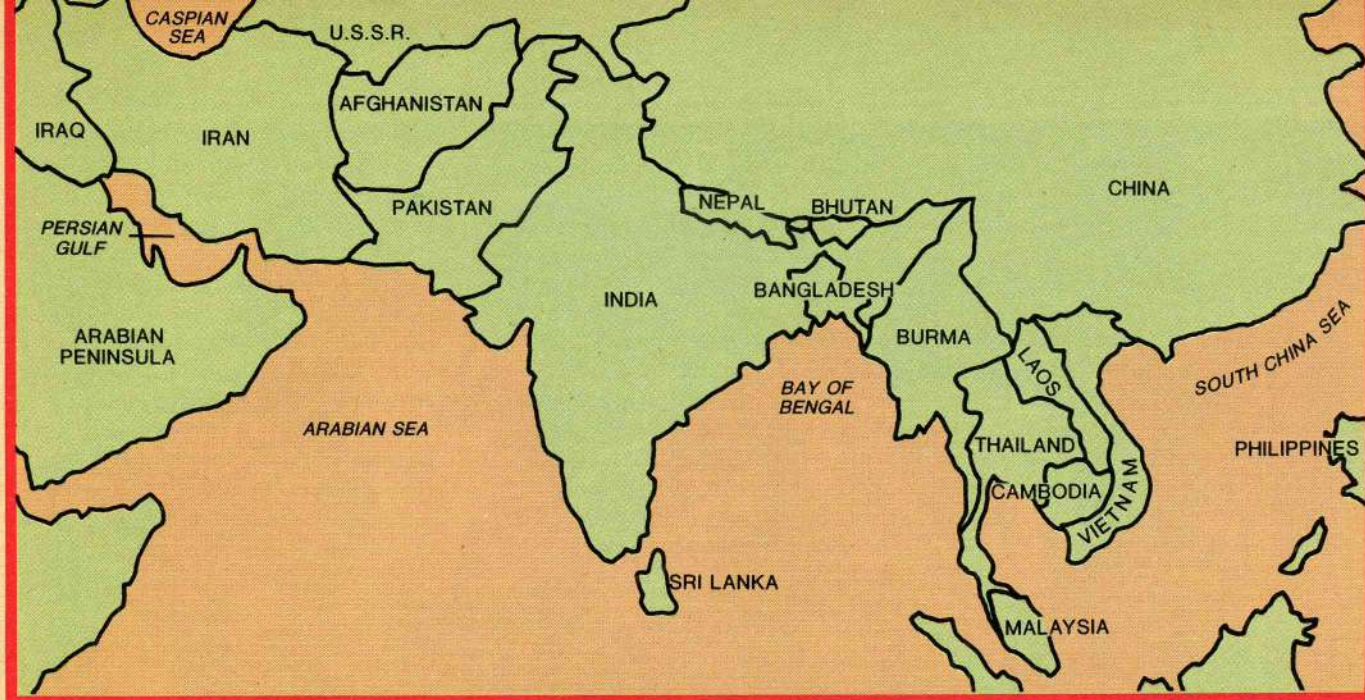 CASPIAN
SEA
U.S.S.R.
AFGHANISTAN
IRAQ
IRAN
CHINA
NEPAL
BHUTAN
PAKISTAN
PERSIAN
GULF
BANGLADESH
INDIA
ARABIAN
PENINSULA
BURMA
LAOS
SOUTH CHINA SEA
BAY OF
BENGAL
ARABIAN SEA
THAILAND
PHILIPPINES
CAMBODIA
VIETNAM
SRI LANKA
MALAYSIA